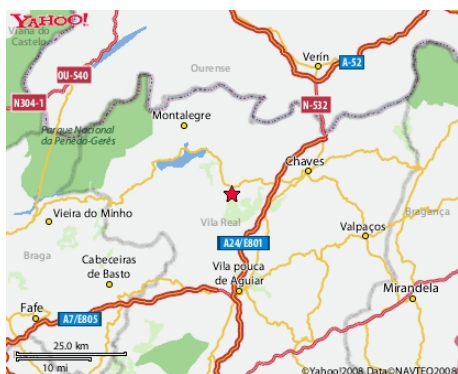 YAHOO!
Viana do
Castelo
OU-540
Verín
A-52
Ourense
N304-1
N-532
Montalegre
Parque Nacional
da Peneda-Gerês
Chaves
Vieira do Minho
Vila Real
Bragança
Valpaços
A24/E801
Braga
Cabeceiras
de Basto
Vila pouca
de Aguiar
Mirandela
Fafe
A7/E805
25.0 km
10 mi
©Yahoo!2008 Data©NAVTEQ2008